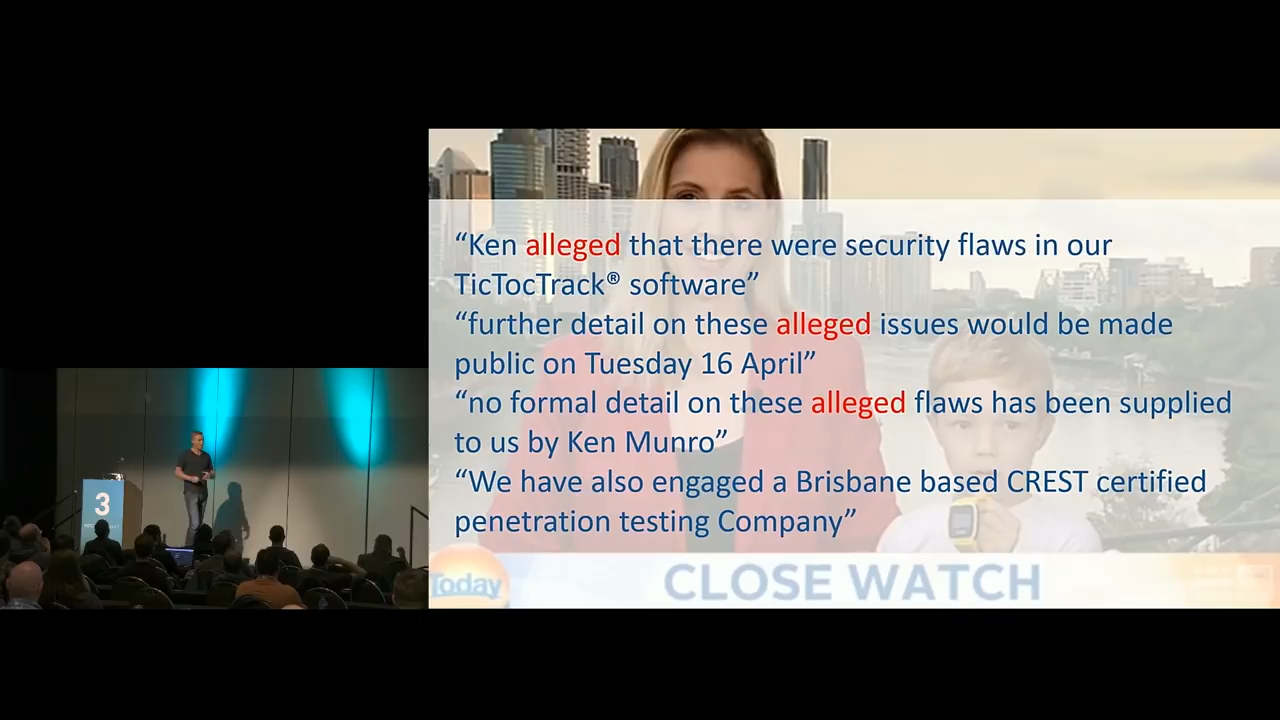 “Ken alleged that there were security flaws in our
TicTocTrack® software”
“further detail on these alleged issues would be made
public on Tuesday 16 April”
“no formal detail on these alleged flaws has been supplied
to us by Ken Munro”
“We have also engaged a Brisbane based CREST certified
penetration testing Company”
Today
CLOSE WATCH
3